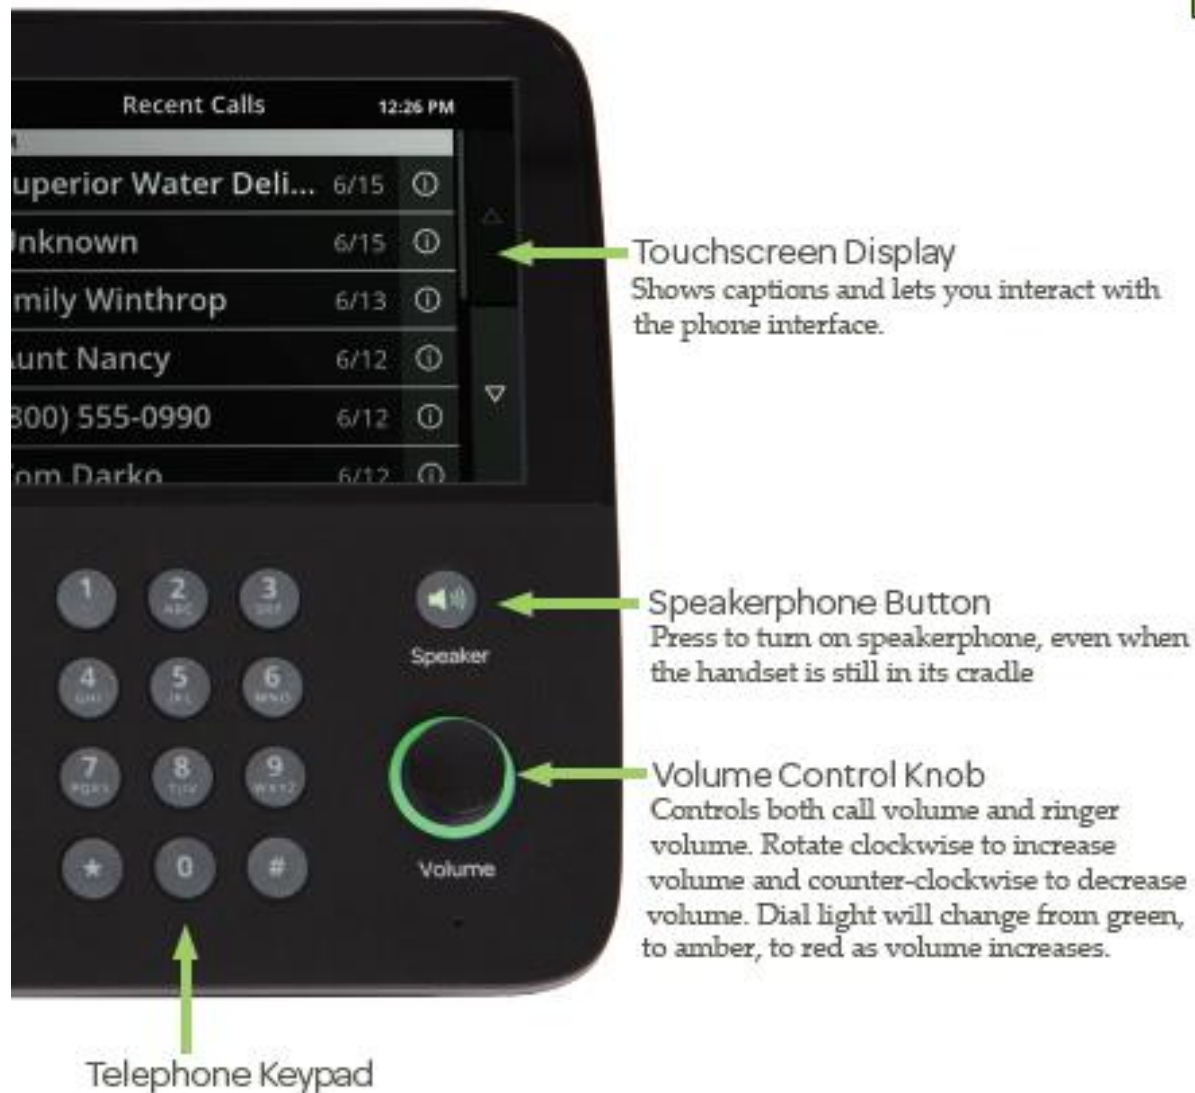 Recent Calls 12:26 PM
uperior Water Deli... 6/15
nknown 6/15
mily Winthrop 6/13
unt Nancy 6/12
800) 555-0990 6/12
om Darko 6/12
Touchscreen Display
Shows captions and lets you interact with
the phone interface.
1 2 3
ABC DEF
Speaker
Speakerphone Button
Press to turn on speakerphone, even when
the handset is still in its cradle
4 5 6
GHI JKL MNO
7 8 9
PQRS TUV WXYZ
* 0 #
Volume
Volume Control Knob
Controls both call volume and ringer
volume. Rotate clockwise to increase
volume and counter-clockwise to decrease
volume. Dial light will change from green,
to amber, to red as volume increases.
Telephone Keypad